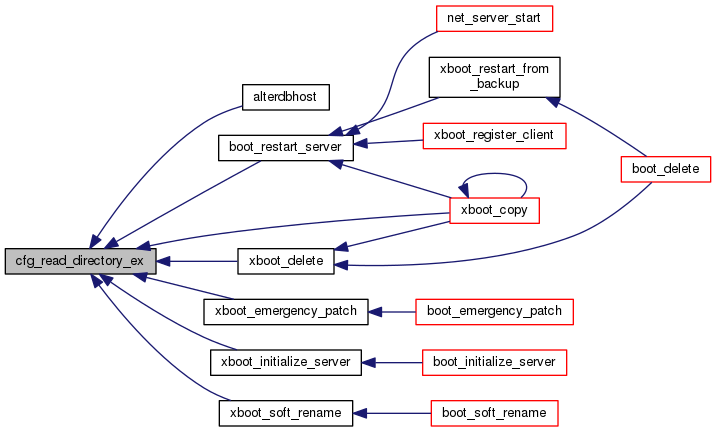 net_server_start
xboot_restart_from
_backup
alterdbhost
boot_restart_server
xboot_register_client
boot_delete
xboot_copy
cfg_read_directory_ex
xboot_delete
xboot_emergency_patch
boot_emergency_patch
xboot_initialize_server
boot_initialize_server
xboot_soft_rename
boot_soft_rename